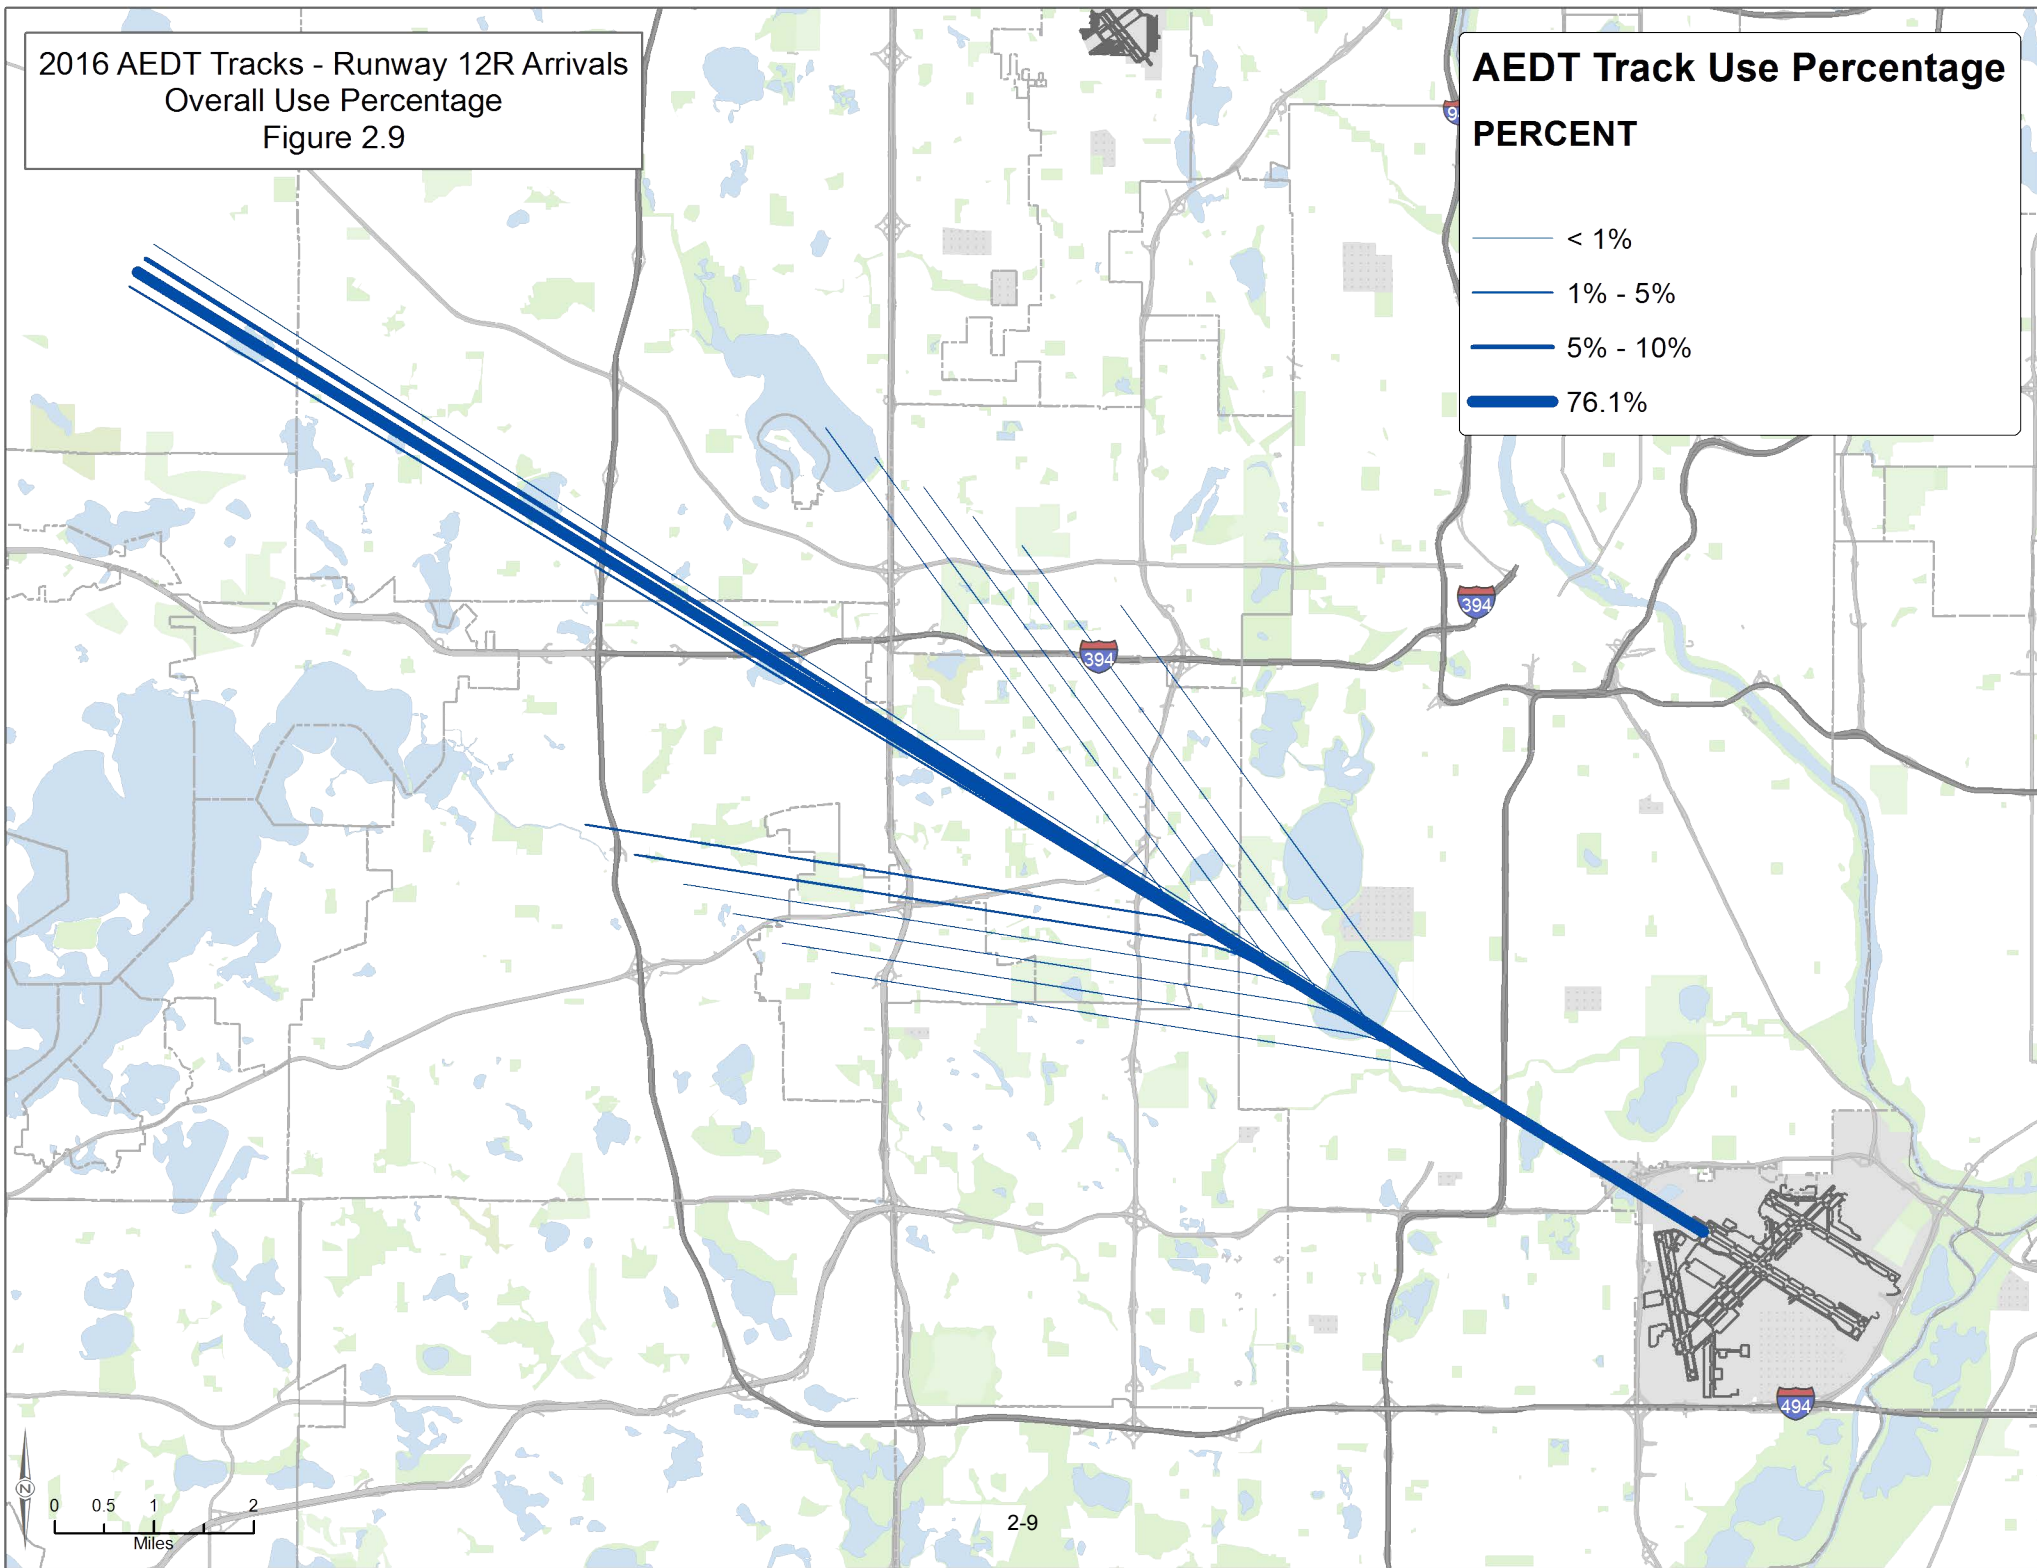 2016 AEDT Tracks - Runway 12R Arrivals
Overall Use Percentage
Figure 2.9
AEDT Track Use Percentage
PERCENT
< 1%
1% - 5%
5% - 10%
76.1%
394
394
494
N
0 0 5 1 2
Miles
2-9